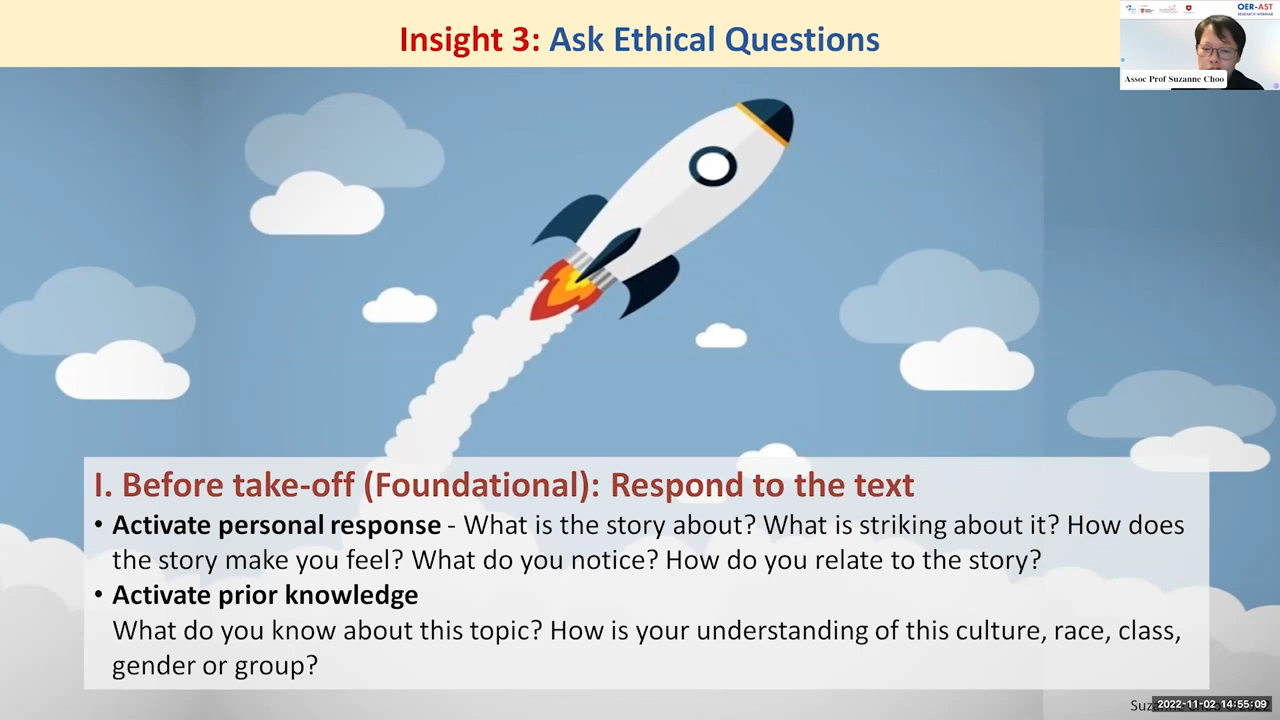 Insight 3: Ask Ethical Questions
OER-AST
RESEARCH WEBINAR
Assoc Prof Suzanne Choo
I. Before take-off (Foundational): Respond to the text
• Activate personal response - What is the story about? What is striking about it? How does
the story make you feel? What do you notice? How do you relate to the story?
• Activate prior knowledge
What do you know about this topic? How is your understanding of this culture, race, class,
gender or group?
2022-11-02 14:55:09